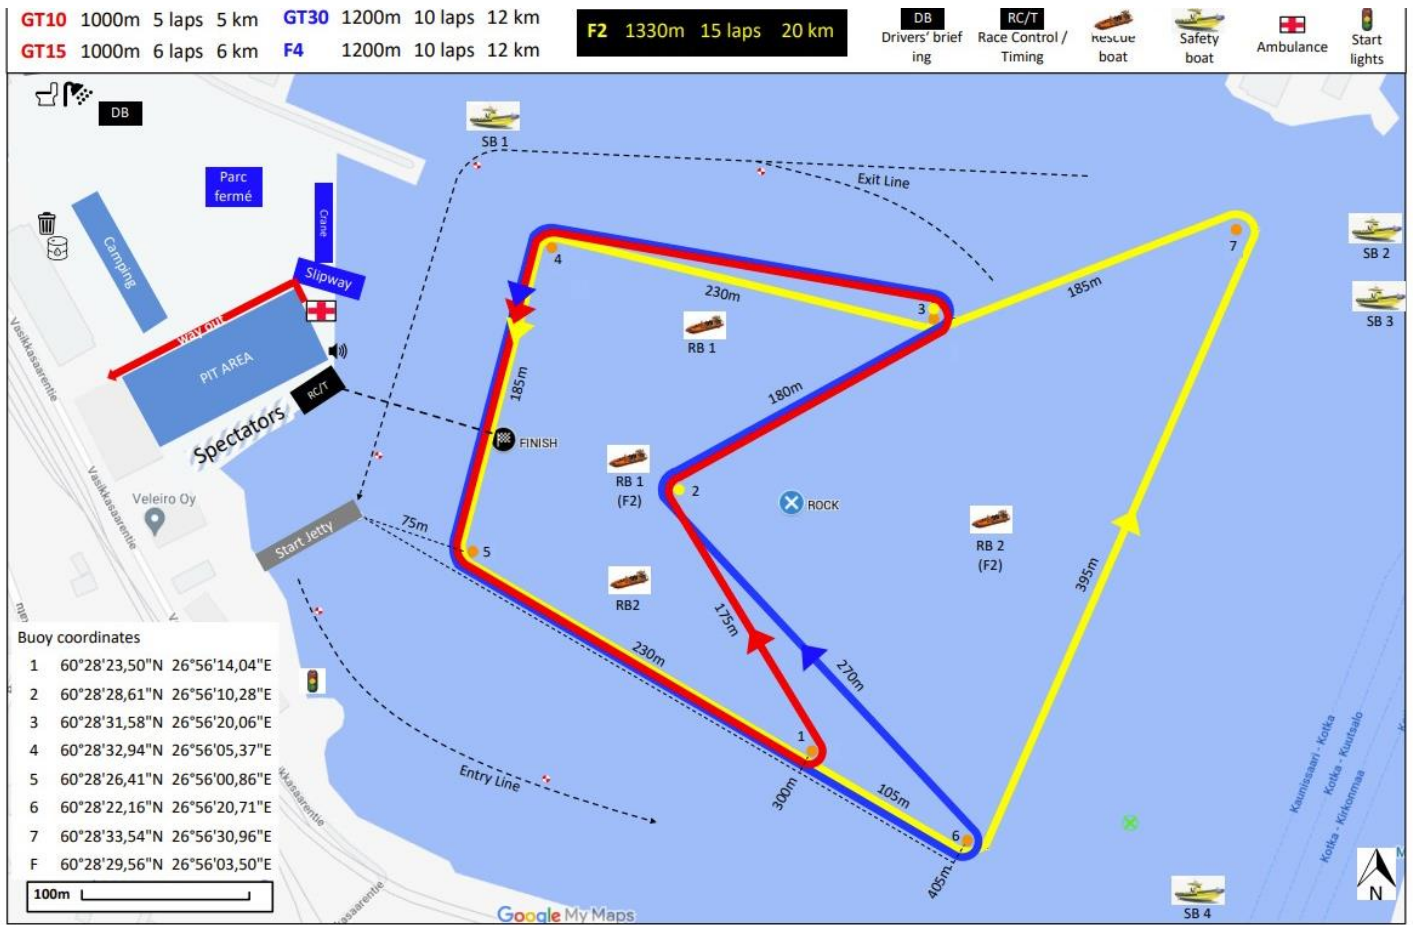 GT10 1000m 5 laps 5 km
GT15 1000m 6 laps 6 km
GT30 1200m 10 laps 12 km
F4 1200m 10 laps 12 km
F2 1330m 15 laps 20 km
DB
Drivers' brief
ing
RC/T
Race Control /
Timing
Rescue
boat
Safety
boat
Ambulance
Start
lights
DB
SB 1
Parc
fermé
Crane
Exit Line
Camping
Slipway
way out
PIT AREA
RC/T
Spectators
Vasikkasaarentie
Vasikkasaarentie
Veleiro Oy
Start Jetty
4
230m
3
185m
7
SB 2
SB 3
RB 1
185m
180m
FINISH
RB 1
(F2)
2
ROCK
75m
5
RB 2
(F2)
RB2
395m
175m
230m
270m
1
300m
105m
6
405m
Entry Line
Buoy coordinates
1 60°28'23,50"N 26°56'14,04"E
2 60°28'28,61"N 26°56'10,28"E
3 60°28'31,58"N 26°56'20,06"E
4 60°28'32,94"N 26°56'05,37"E
5 60°28'26,41"N 26°56'00,86"E
6 60°28'22,16"N 26°56'20,71"E
7 60°28'33,54"N 26°56'30,96"E
F 60°28'29,56"N 26°56'03,50"E
100m
Kaunissaari - Kotka
Kotka - Kuutsalo
Kotka - Kirkonmaa
SB 4
N
Google My Maps